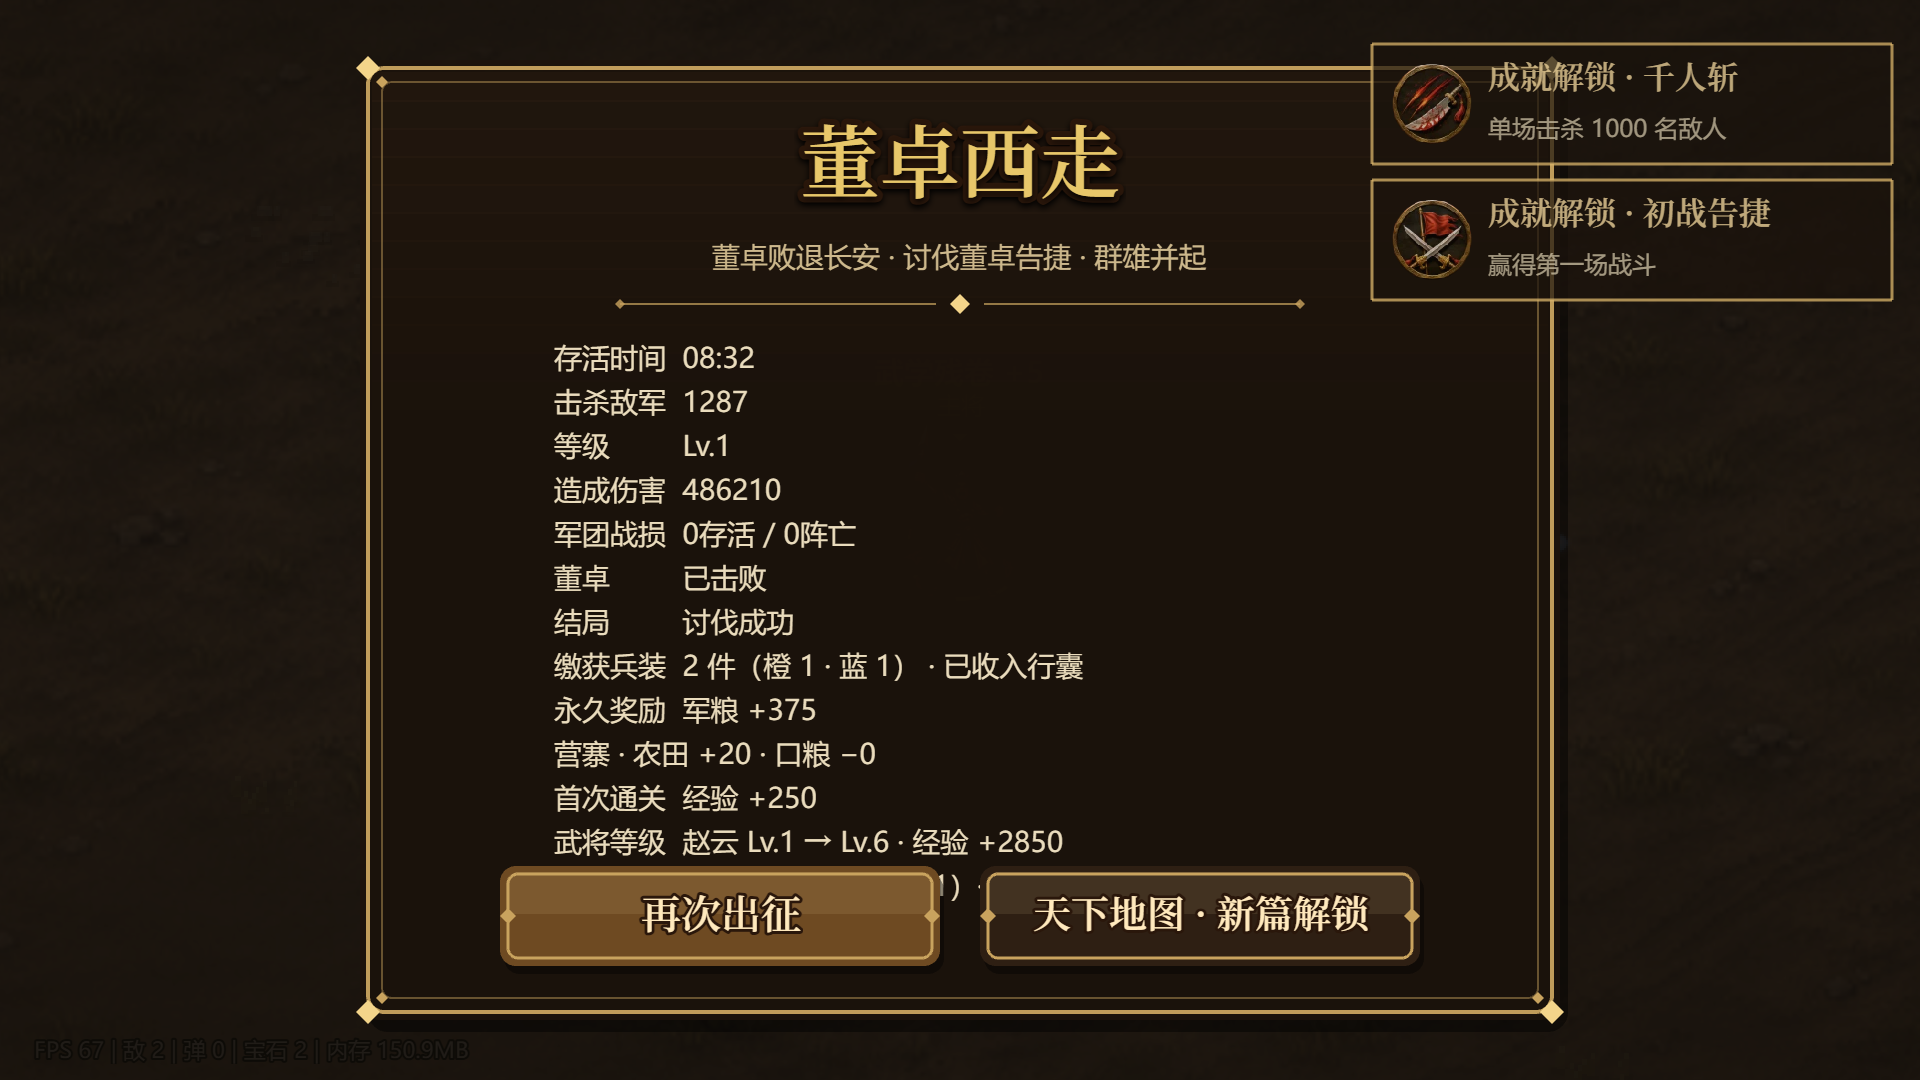 董卓西走
董卓败退长安 · 讨伐董卓告捷 · 群雄并起
成就解锁 · 千人斩
单场击杀 1000 名敌人
成就解锁 · 初战告捷
赢得第一场战斗
存活时间 08:32
击杀敌军 1287
等级 Lv.1
造成伤害 486210
军团战损 0存活 / 0阵亡
董卓 已击败
结局 讨伐成功
缴获兵装 2 件（橙 1 · 蓝 1） · 已收入行囊
永久奖励 军粮 +375
营寨 · 农田 +20 · 口粮 −0
首次通关 经验 +250
武将等级 赵云 Lv.1 → Lv.6 · 经验 +2850
再次出征
天下地图 · 新篇解锁
FPS 67 | 敌 2 | 弹 0 | 宝石 2 | 内存 150.9MB